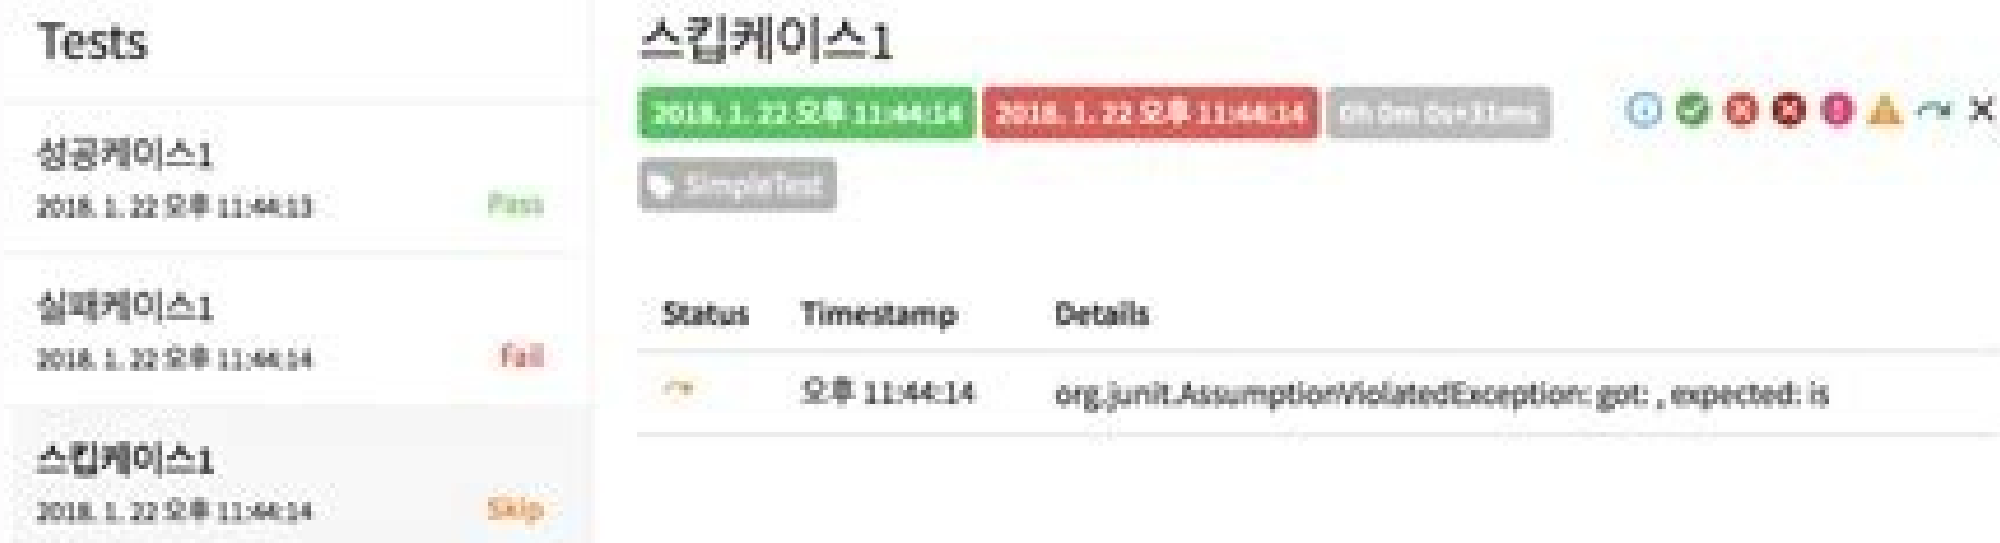 Tests
성공케이스1
2018. 1. 22 오후 11:44:13 Pass
실패케이스1
2018. 1. 22 오후 11:44:14 Fail
스킵케이스1
2018. 1. 22 오후 11:44:14 Skip
스킵케이스1
2018. 1. 22 오후 11:44:14 2018. 1. 22 오후 11:44:14 0h 0m 0s+31ms
SimpleTest
Status Timestamp Details
오후 11:44:14 org.junit.AssumptionViolatedException: got: , expected: is